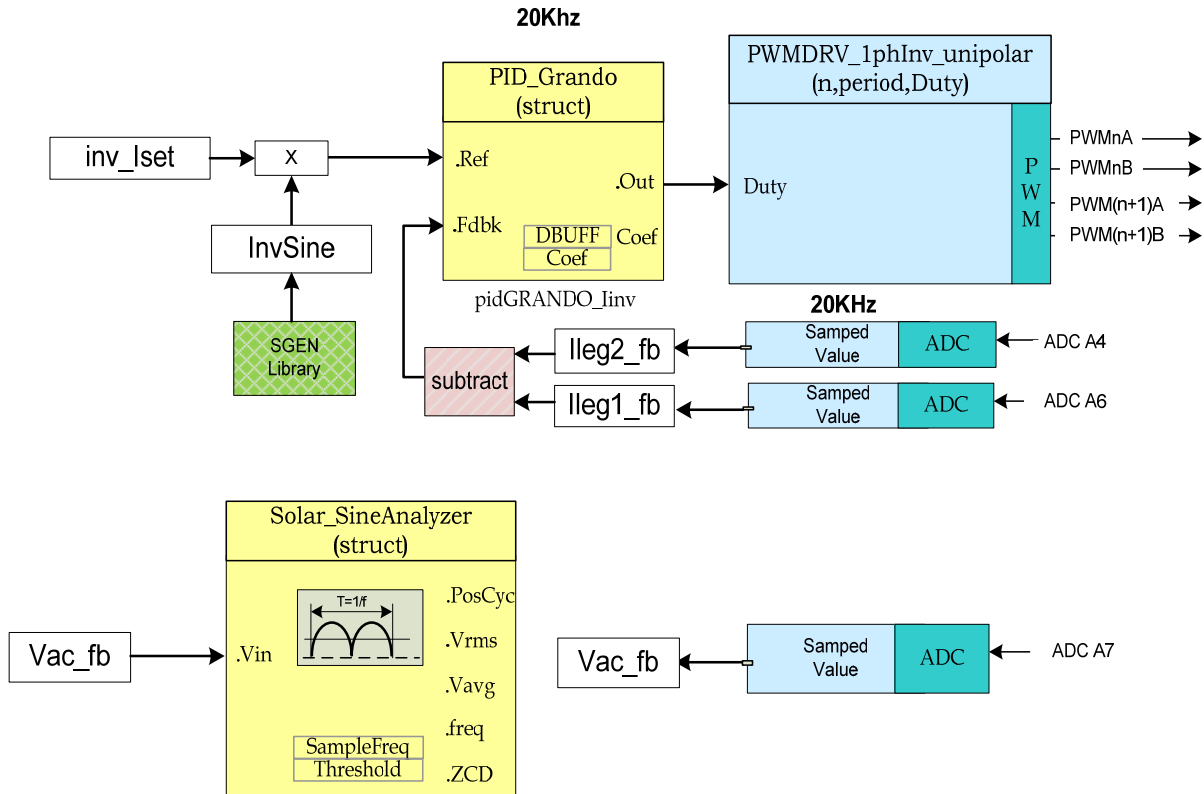 20Khz
PID_Grando
(struct)
PWMDRV_1phInv_unipolar
(n,period,Duty)
inv_Iset
x
.Ref
.Out
Duty
P
W
M
PWMnA
PWMnB
PWM(n+1)A
PWM(n+1)B
InvSine
.Fdbk
DBUFF
Coef
Coef
pidGRANDO_Iinv
20KHz
SGEN
Library
subtract
Ileg2_fb
Samped
Value
ADC
ADC A4
Ileg1_fb
Samped
Value
ADC
ADC A6
Solar_SineAnalyzer
(struct)
T=1/f
.PosCyc
Vac_fb
.Vin
.Vrms
.Vavg
.freq
.ZCD
SampleFreq
Threshold
Vac_fb
Samped
Value
ADC
ADC A7